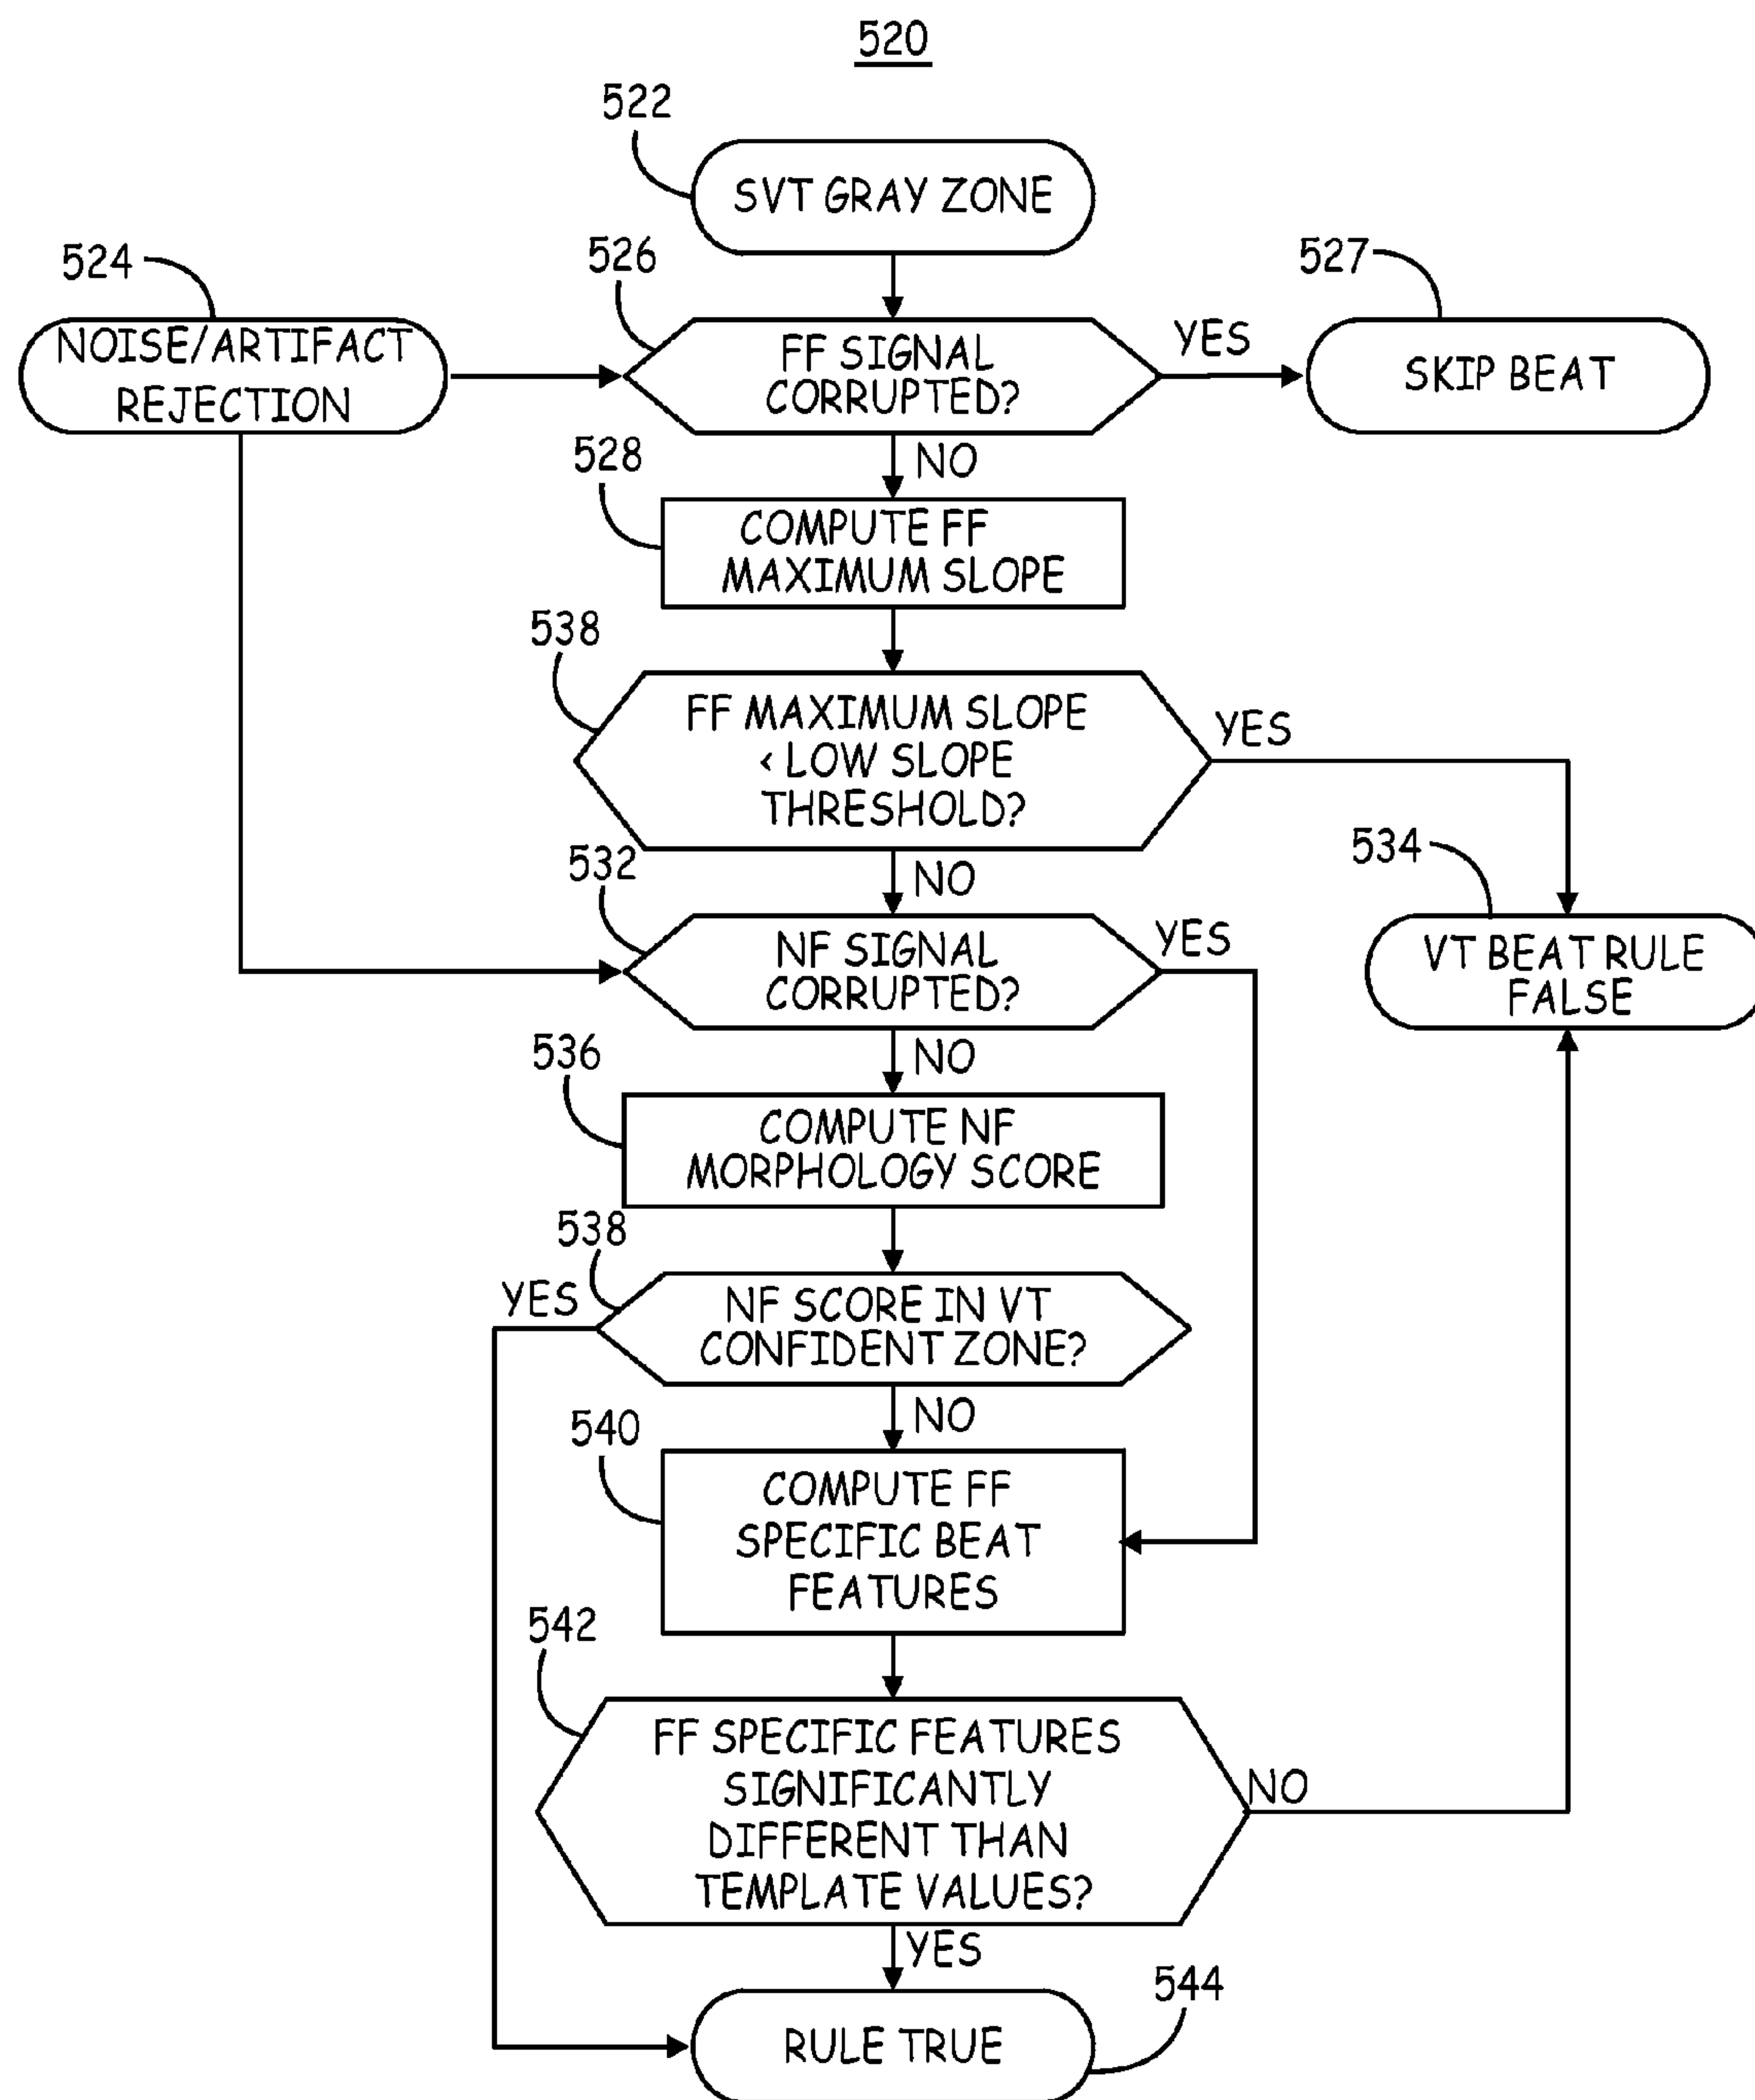 520
522
SVT GRAY ZONE
524
NOISE/ARTIFACT
REJECTION
526
FF SIGNAL
CORRUPTED?
YES
527
SKIP BEAT
NO
528
COMPUTE FF
MAXIMUM SLOPE
538
FF MAXIMUM SLOPE
< LOW SLOPE
THRESHOLD?
YES
NO
532
NF SIGNAL
CORRUPTED?
YES
534
VT BEAT RULE
FALSE
NO
536
COMPUTE NF
MORPHOLOGY SCORE
538
YES
NF SCORE IN VT
CONFIDENT ZONE?
NO
540
COMPUTE FF
SPECIFIC BEAT
FEATURES
542
FF SPECIFIC FEATURES
SIGNIFICANTLY
DIFFERENT THAN
TEMPLATE VALUES?
NO
YES
544
RULE TRUE